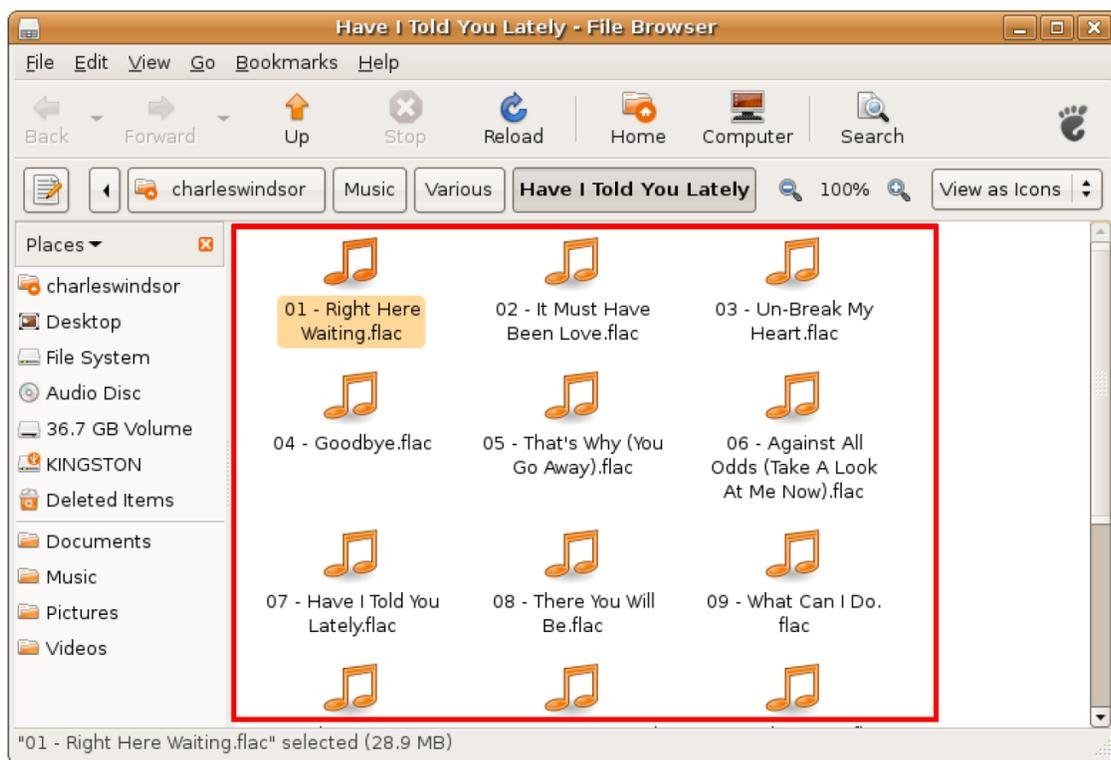 Have I Told You Lately - File Browser
File Edit View Go Bookmarks Help
Back Forward Up Stop Reload Home Computer Search
charleswindsor Music Various Have I Told You Lately 100% View as Icons
Places
charleswindsor
Desktop
File System
Audio Disc
36.7 GB Volume
KINGSTON
Deleted Items
Documents
Music
Pictures
Videos
01 - Right Here
Waiting.flac
02 - It Must Have
Been Love.flac
03 - Un-Break My
Heart.flac
04 - Goodbye.flac
05 - That's Why (You
Go Away).flac
06 - Against All
Odds (Take A Look
At Me Now).flac
07 - Have I Told You
Lately.flac
08 - There You Will
Be.flac
09 - What Can I Do.
flac
"01 - Right Here Waiting.flac" selected (28.9 MB)